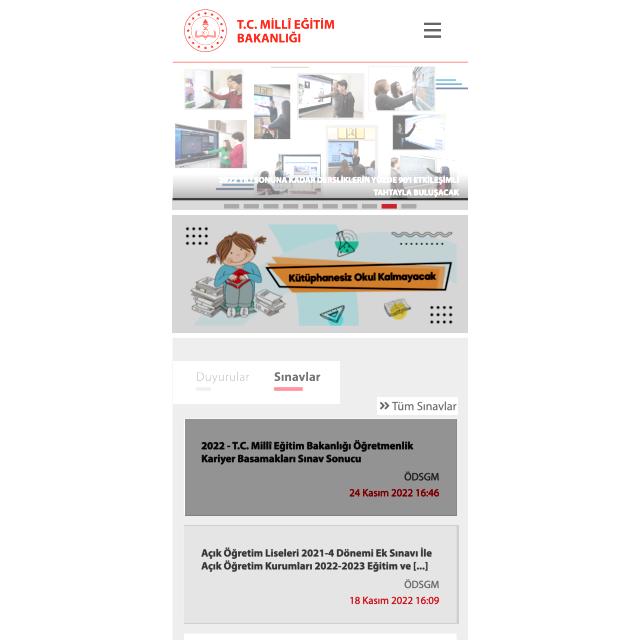 T.C. MİLLÎ EĞİTİM
BAKANLIĞI
2022 YILI SONUNA KADAR DERSLİKLERİN YÜZDE 90'I ETKİLEŞİMLİ
TAHTAYLA BULUŞACAK
Kütüphanesiz Okul Kalmayacak
Duyurular
Sınavlar
Tüm Sınavlar
2022 - T.C. Millî Eğitim Bakanlığı Öğretmenlik
Kariyer Basamakları Sınav Sonucu
ÖDSGM
24 Kasım 2022 16:46
Açık Öğretim Liseleri 2021-4 Dönemi Ek Sınavı İle
Açık Öğretim Kurumları 2022-2023 Eğitim ve [...]
ÖDSGM
18 Kasım 2022 16:09